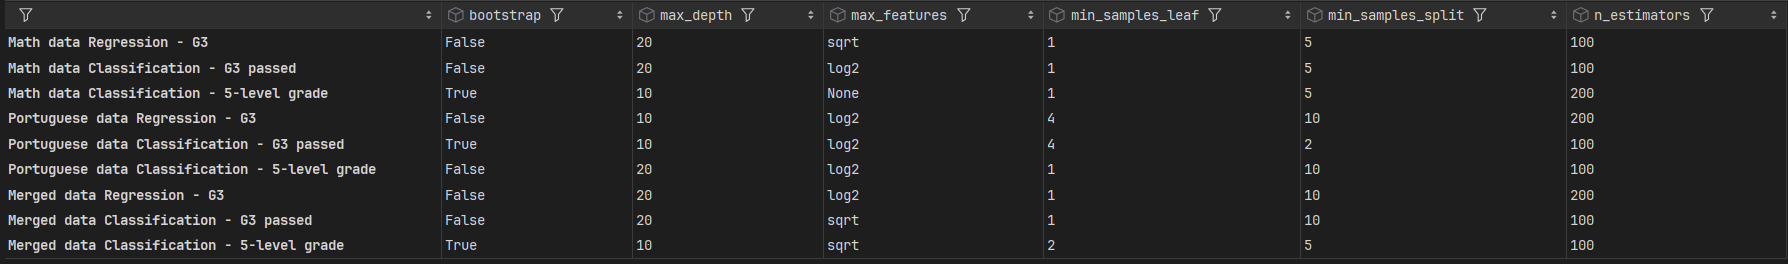 bootstrap max_depth max_features min_samples_leaf min_samples_split n_estimators
Math data Regression - G3 False 20 sqrt 1 5 100
Math data Classification - G3 passed False 20 log2 1 5 100
Math data Classification - 5-level grade True 10 None 1 5 200
Portuguese data Regression - G3 False 10 log2 4 10 200
Portuguese data Classification - G3 passed True 10 log2 4 2 100
Portuguese data Classification - 5-level grade False 20 log2 1 10 100
Merged data Regression - G3 False 20 log2 1 10 200
Merged data Classification - G3 passed False 20 sqrt 1 10 100
Merged data Classification - 5-level grade True 10 sqrt 2 5 100